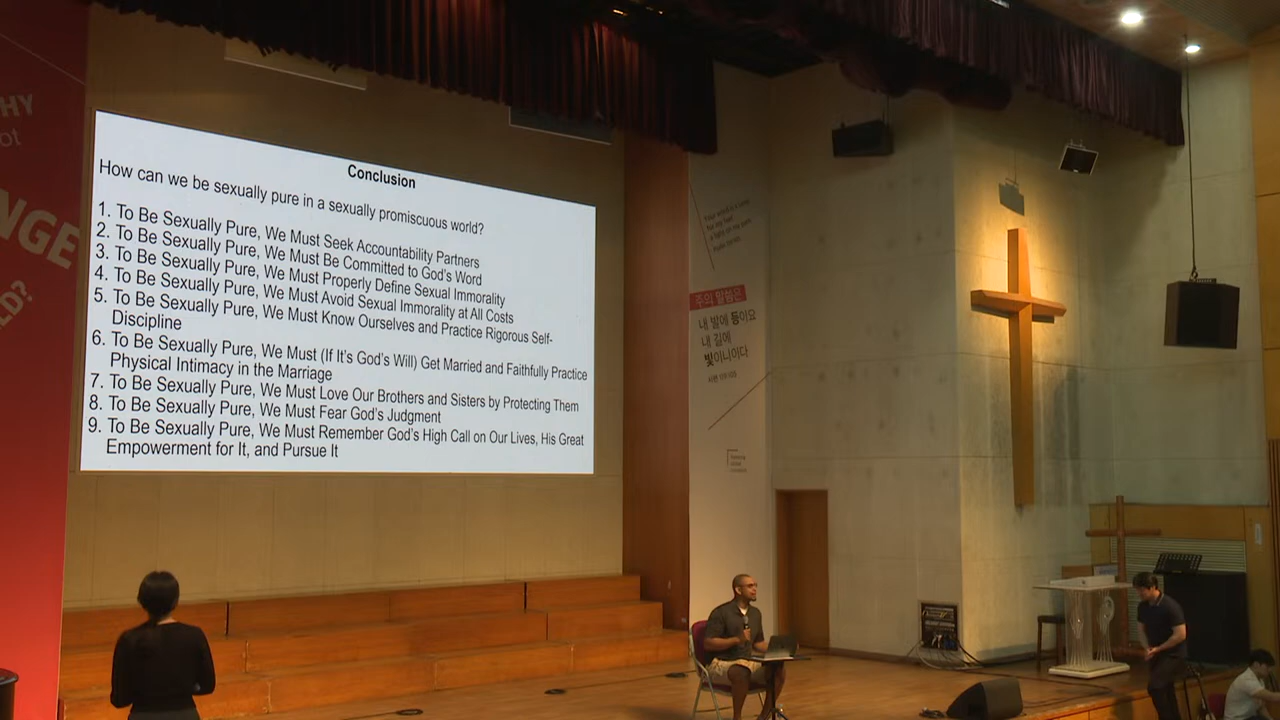 HY
ot
NGE
LD?
Conclusion
How can we be sexually pure in a sexually promiscuous world?
1. To Be Sexually Pure, We Must Seek Accountability Partners
2. To Be Sexually Pure, We Must Be Committed to God's Word
3. To Be Sexually Pure, We Must Properly Define Sexual Immorality
4. To Be Sexually Pure, We Must Avoid Sexual Immorality at All Costs
5. To Be Sexually Pure, We Must Know Ourselves and Practice Rigorous Self-
Discipline
6. To Be Sexually Pure, We Must (If It's God's Will) Get Married and Faithfully Practice
Physical Intimacy in the Marriage
7. To Be Sexually Pure, We Must Love Our Brothers and Sisters by Protecting Them
8. To Be Sexually Pure, We Must Fear God's Judgment
9. To Be Sexually Pure, We Must Remember God's High Call on Our Lives, His Great
Empowerment for It, and Pursue It
주의 말씀은
내 발에 등이요
내 길에
빛이니이다